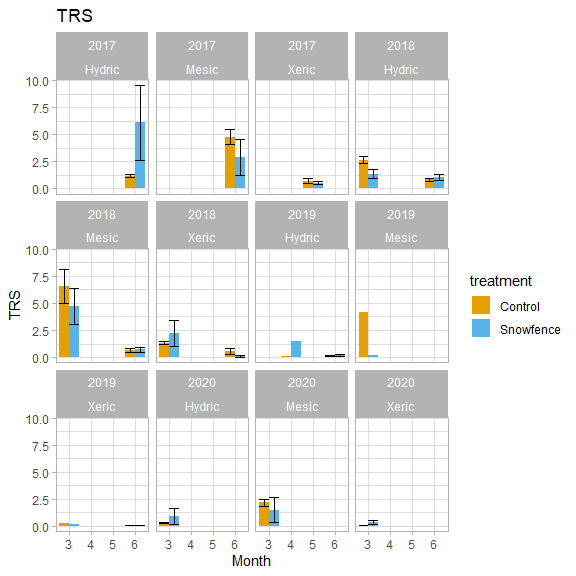 TRS
2017 2017 2017 2018
Hydric Mesic Xeric Hydric
10.0
7.5
5.0
2.5
0.0
2018 2018 2019 2019
Mesic Xeric Hydric Mesic
10.0
7.5
5.0
2.5
0.0
TRS
treatment
Control
Snowfence
2019 2020 2020 2020
Xeric Hydric Mesic Xeric
10.0
7.5
5.0
2.5
0.0
3 4 5 6 3 4 5 6 3 4 5 6 3 4 5 6
Month